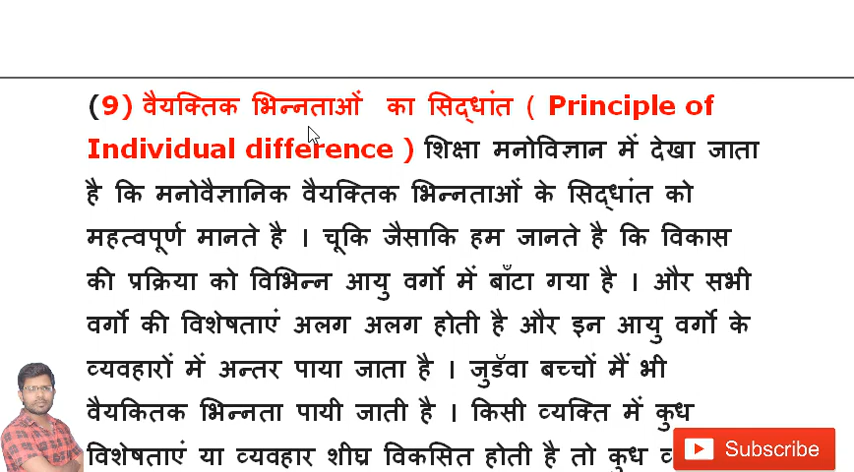 (9) वैयक्तिक भिन्नताओं का सिद्धांत ( Principle of
Individual difference ) शिक्षा मनोविज्ञान में देखा जाता
है कि मनोवैज्ञानिक वैयक्तिक भिन्नताओं के सिद्धांत को
महत्वपूर्ण मानते है । चूकि जैसाकि हम जानते है कि विकास
की प्रक्रिया को विभिन्न आयु वर्गो में बाँटा गया है । और सभी
वर्गो की विशेषताएं अलग अलग होती है और इन आयु वर्गो के
व्यवहारों में अन्तर पाया जाता है । जुडॅवा बच्चों मैं भी
वैयकितक भिन्नता पायी जाती है । किसी व्यक्ति में कुध
विशेषताएं या व्यवहार शीघ्र विकसित होती है तो कुध
Subscribe